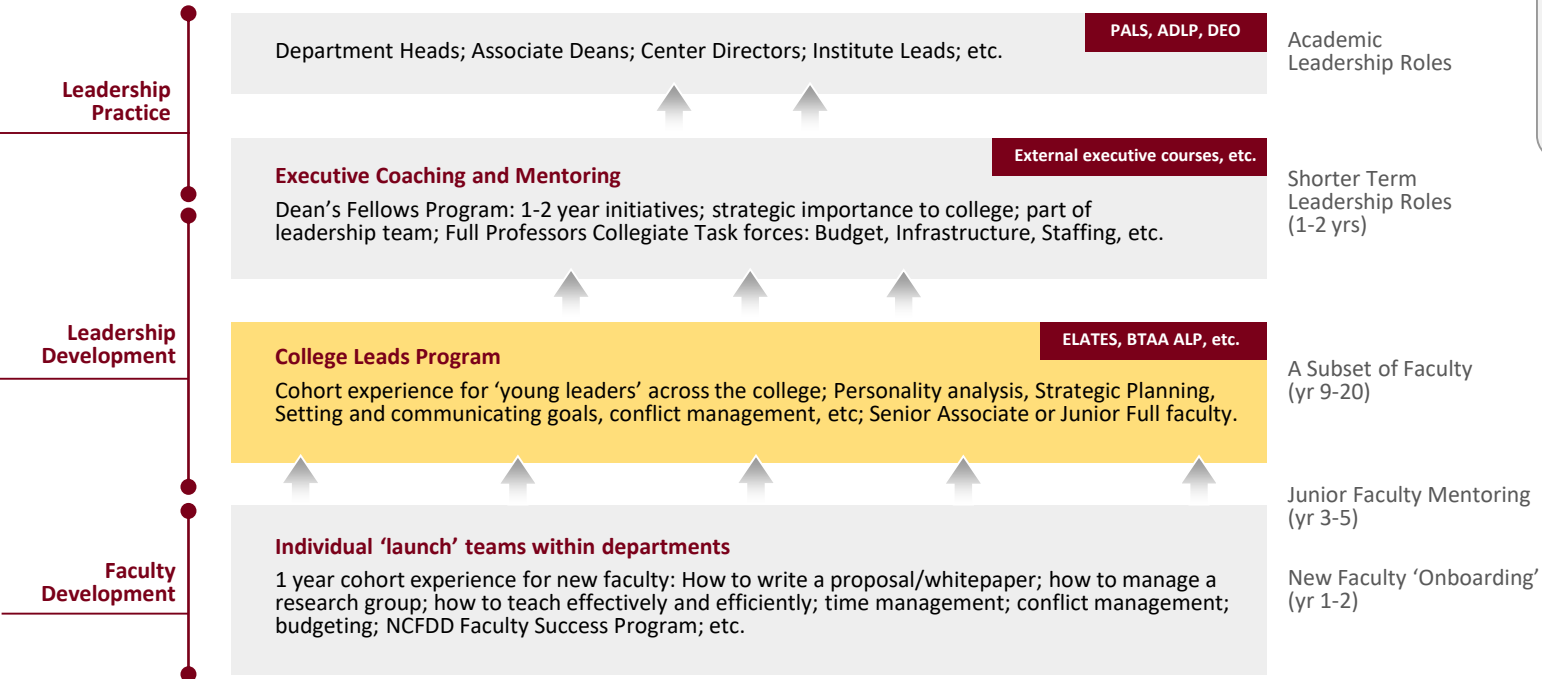 PALS, ADLP, DEO
Department Heads; Associate Deans; Center Directors; Institute Leads; etc.
Academic
Leadership Roles
Leadership
Practice
External executive courses, etc.
Executive Coaching and Mentoring
Dean’s Fellows Program: 1-2 year initiatives; strategic importance to college; part of
leadership team; Full Professors Collegiate Task forces: Budget, Infrastructure, Staffing, etc.
Shorter Term
Leadership Roles
(1-2 yrs)
Leadership
Development
ELATES, BTAA ALP, etc.
College Leads Program
Cohort experience for ‘young leaders’ across the college; Personality analysis, Strategic Planning,
Setting and communicating goals, conflict management, etc; Senior Associate or Junior Full faculty.
A Subset of Faculty
(yr 9-20)
Junior Faculty Mentoring
(yr 3-5)
Faculty
Development
Individual ‘launch’ teams within departments
1 year cohort experience for new faculty: How to write a proposal/whitepaper; how to manage a
research group; how to teach effectively and efficiently; time management; conflict management;
budgeting; NCFDD Faculty Success Program; etc.
New Faculty ‘Onboarding’
(yr 1-2)